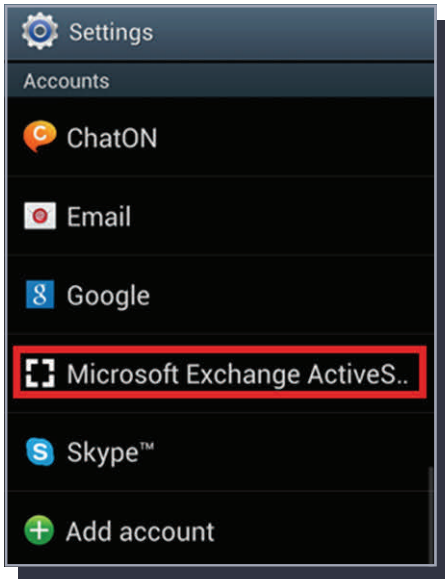 Settings
Accounts
ChatON
Email
Google
Microsoft Exchange ActiveS..
Skype™
Add account